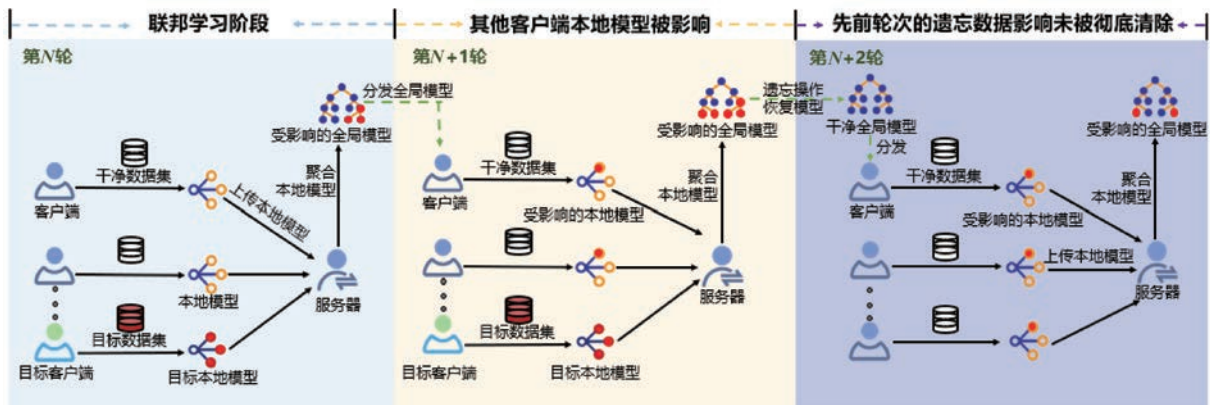 联邦学习阶段
其他客户端本地模型被影响
先前轮次的遗忘数据影响未被彻底清除
第N轮
受影响的全局模型
干净数据集
客户端
上传本地模型
聚合
本地模型
本地模型
服务器
目标数据集
目标客户端
目标本地模型
第N+1轮
分发全局模型
受影响的全局模型
干净数据集
客户端
受影响的本地模型
聚合
本地模型
服务器
目标数据集
目标客户端
目标本地模型
遗忘操作
恢复模型
第N+2轮
干净全局模型
分发
受影响的全局模型
干净数据集
客户端
受影响的本地模型
聚合
本地模型
上传本地模型
服务器